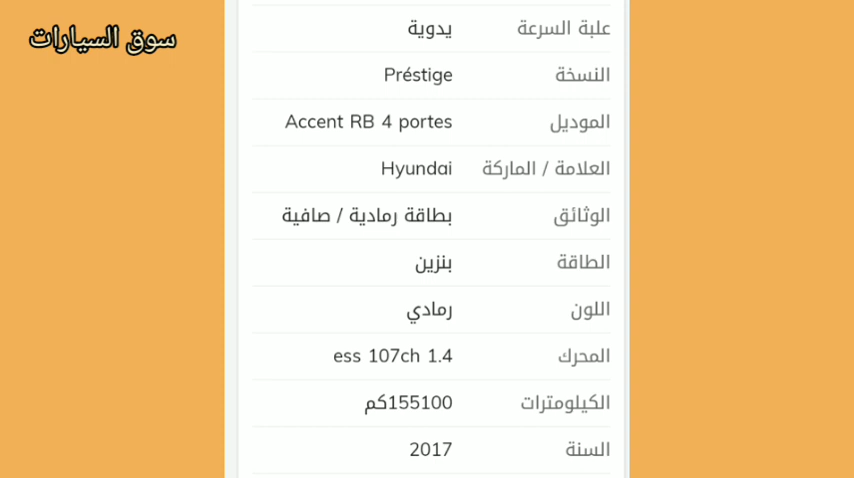 سوق السيارات
علبة السرعة يدوية
النسخة Préstige
الموديل Accent RB 4 portes
العلامة / الماركة Hyundai
الوثائق بطاقة رمادية / صافية
الطاقة بنزين
اللون رمادي
المحرك 1.4 ess 107ch
الكيلومترات 155100كم
السنة 2017